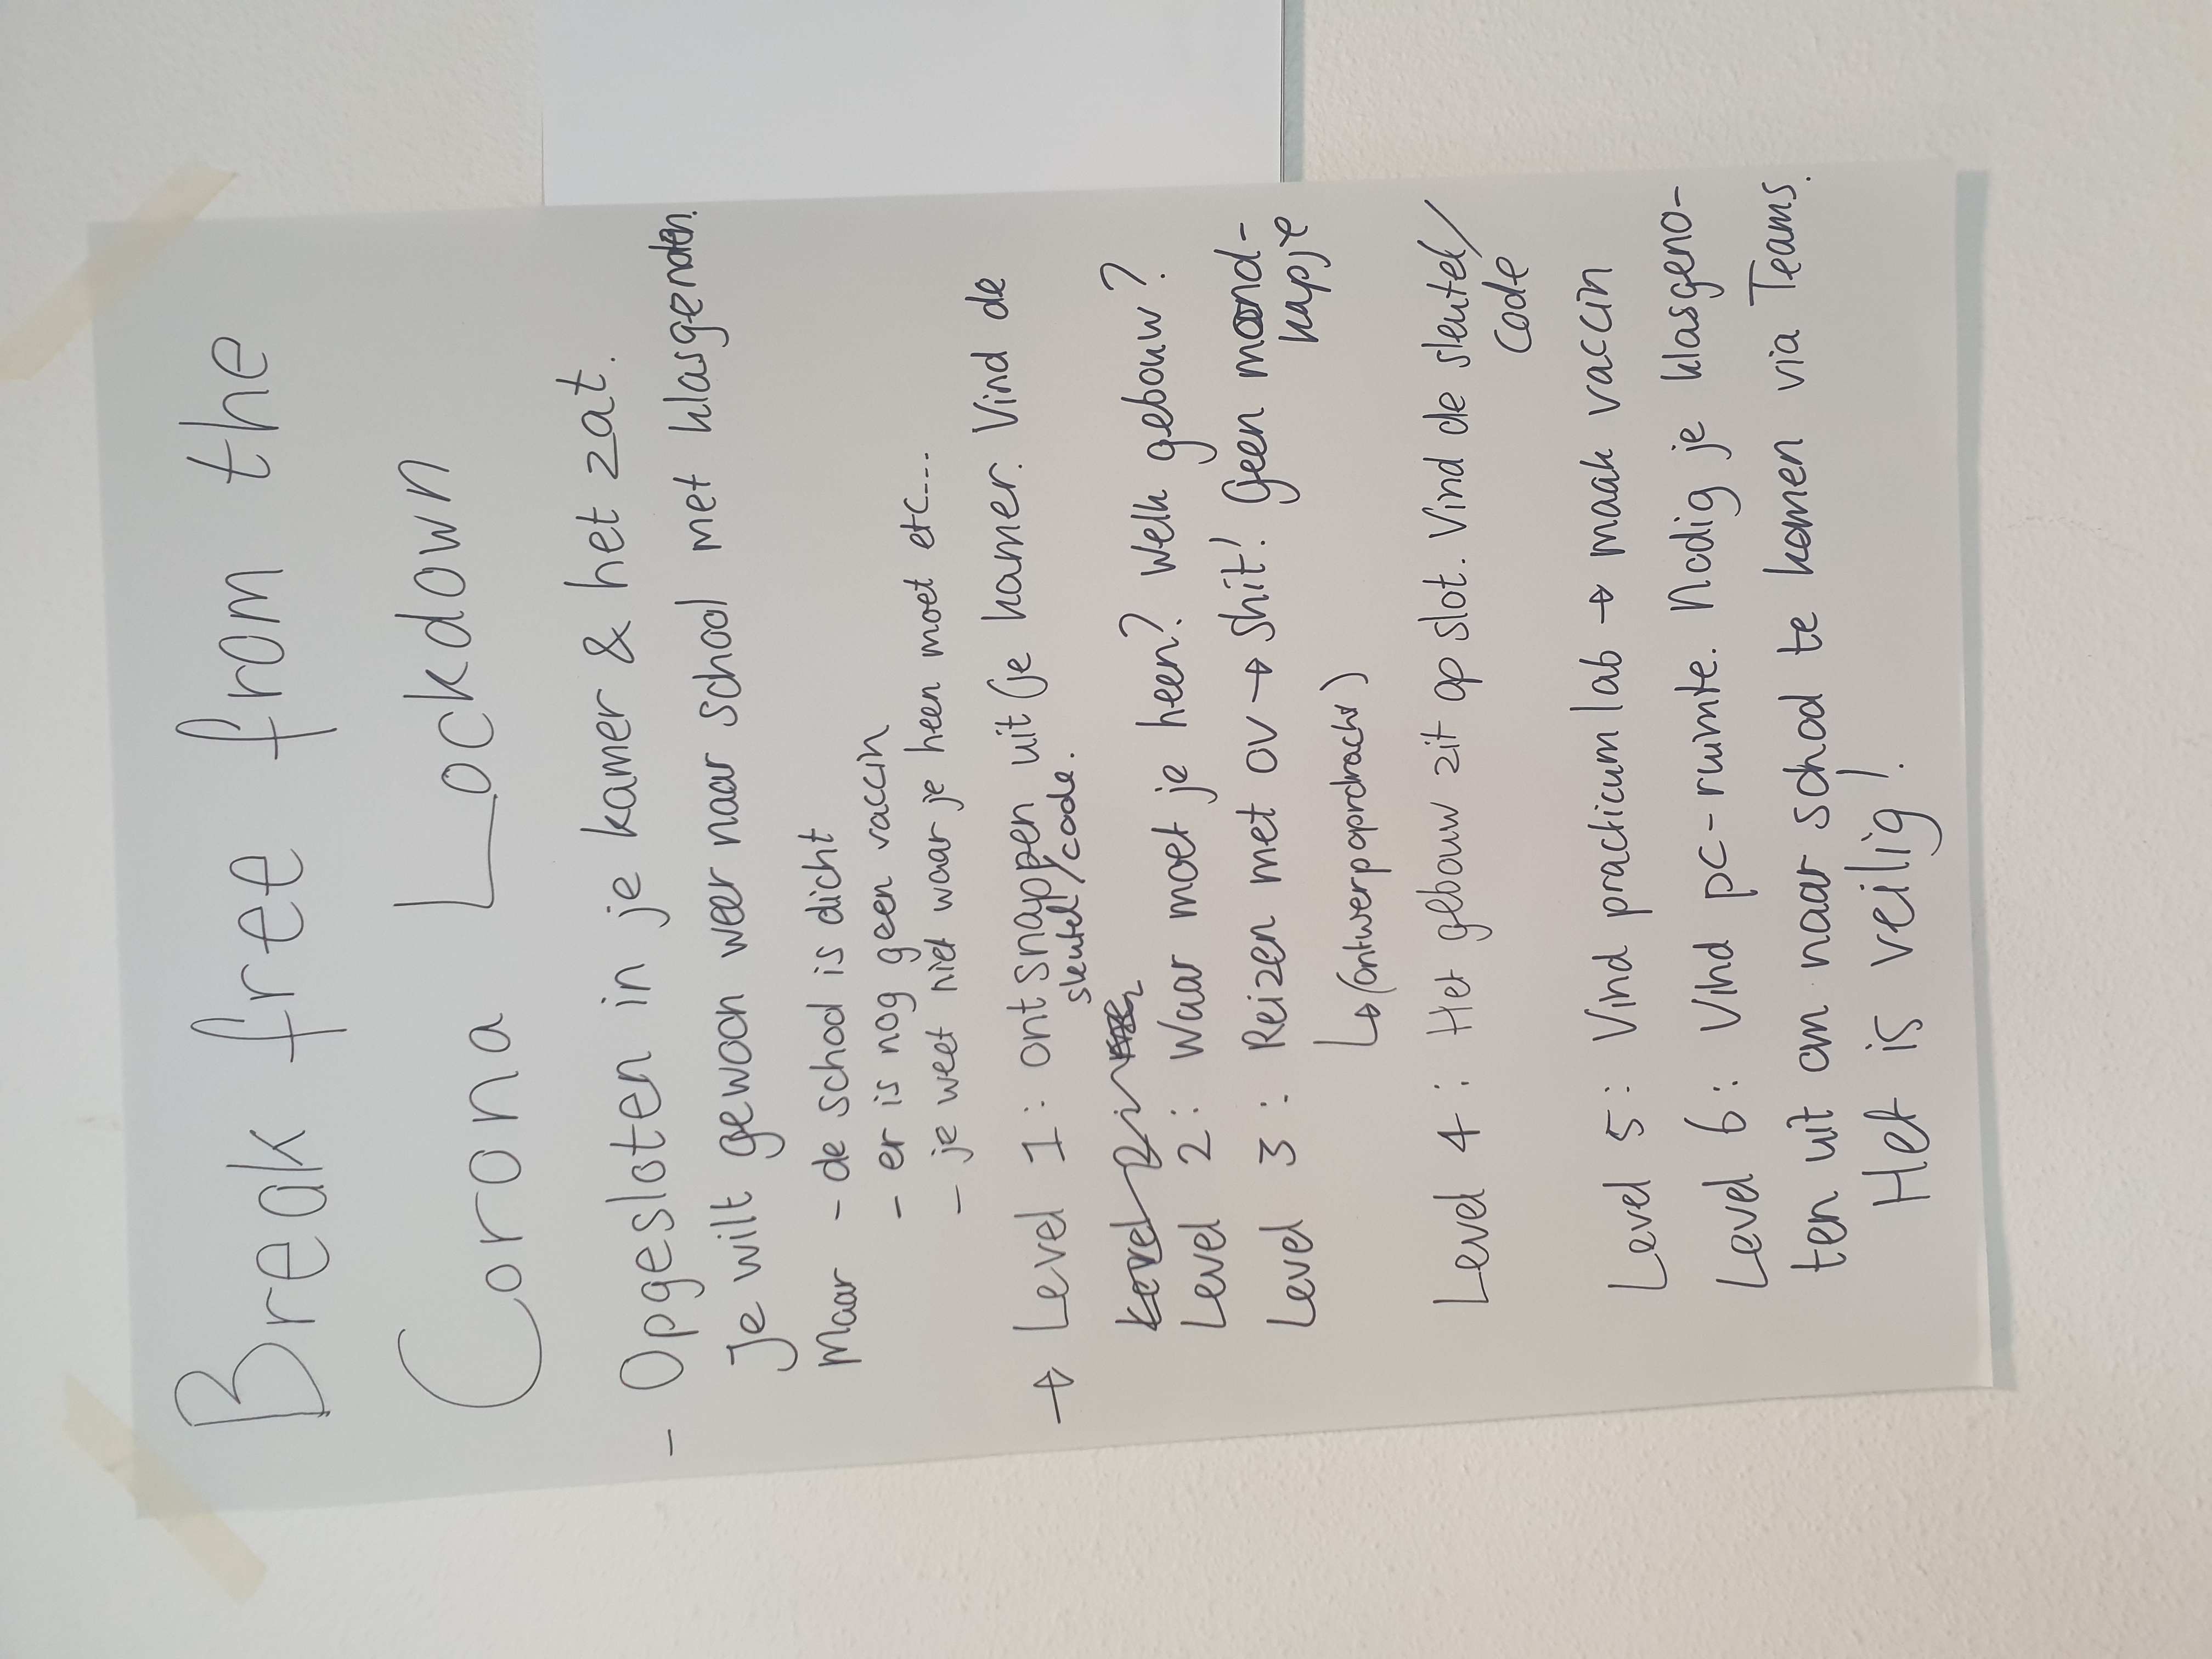 Break free from the
Corona Lockdown
- Opgesloten in je kamer & het zat.
Je wilt gewoon weer naar school met klasgenoten.
Maar - de school is dicht
- er is nog geen vaccin
- je weet niet waar je heen moet etc...
→ Level 1: ontsnappen uit je kamer. Vind de
sleutel/code.
Level 2:
Level 2: Waar moet je heen? Welk gebouw?
Level 3: Reizen met OV → shit! Geen mond-
kapje
↳ (ontwerpoprdracht)
Level 4: Het gebouw zit op slot. Vind de sleutel/
code
Level 5: Vind practicum lab → maak vaccin
Level 6: Vind pc-ruimte. Nodig je klasgeno-
ten uit om naar school te komen via Teams.
Het is veilig!